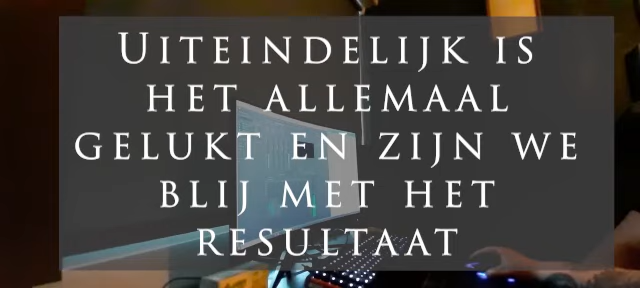 Uiteindelijk is
het allemaal
gelukt en zijn we
blij met het
resultaat